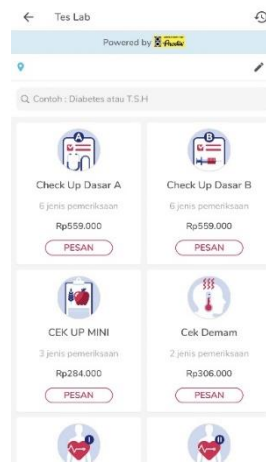 Tes Lab
Powered by Prodia
Contoh : Diabetes atau T.S.H
A
B
Check Up Dasar A
Check Up Dasar B
6 jenis pemeriksaan
6 jenis pemeriksaan
Rp559.000
Rp559.000
PESAN
PESAN
CEK UP MINI
Cek Demam
3 jenis pemeriksaan
2 jenis pemeriksaan
Rp284.000
Rp306.000
PESAN
PESAN
I
II